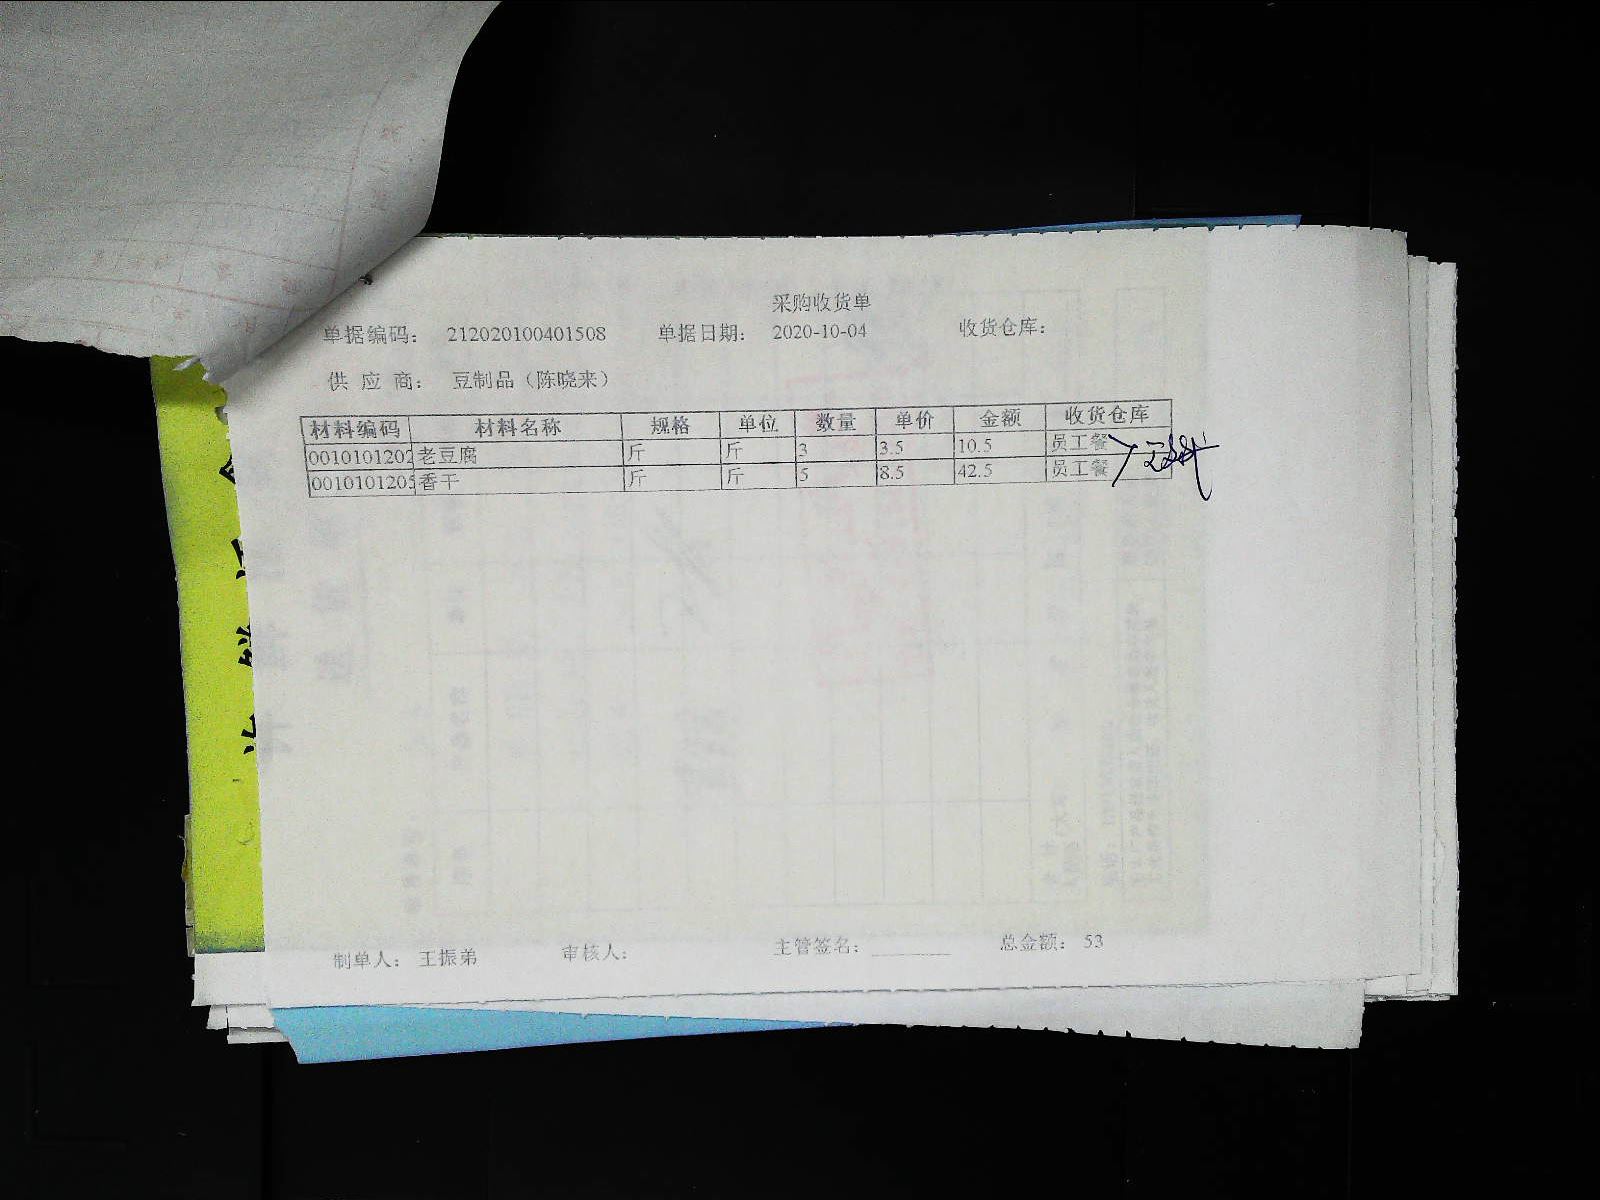 采购收货单
单据编码： 212020100401508 单据日期： 2020-10-04 收货仓库：
供 应 商： 豆制品（陈晓来）
材料编码 材料名称 规格 单位 数量 单价 金额 收货仓库
0010101202 老豆腐 斤 斤 3 3.5 10.5 员工餐
0010101205 香干 斤 斤 5 8.5 42.5 员工餐
制单人： 王振弟 审核人： 主管签名： 总金额： 53